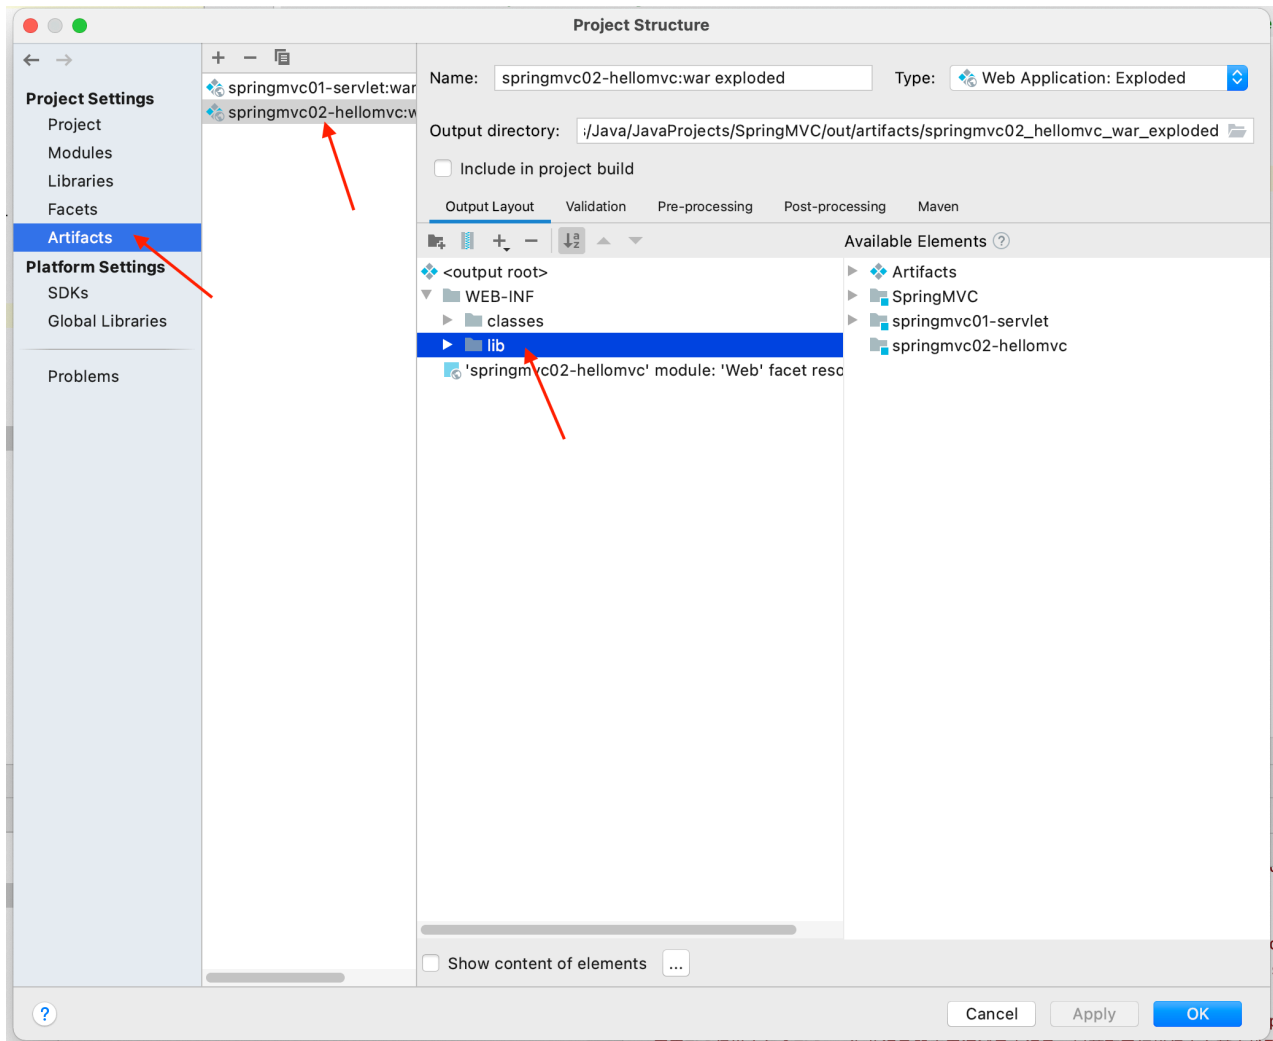 Project Structure
Project Settings
Project
Modules
Libraries
Facets
Artifacts
Platform Settings
SDKs
Global Libraries
Problems
springmvc01-servlet:war
springmvc02-hellomvc:w
Name: springmvc02-hellomvc:war exploded Type: Web Application: Exploded
Output directory: :/Java/JavaProjects/SpringMVC/out/artifacts/springmvc02_hellomvc_war_exploded
Include in project build
Output Layout Validation Pre-processing Post-processing Maven
Available Elements ?
<output root>
WEB-INF
classes
lib
'springmvc02-hellomvc' module: 'Web' facet reso
Artifacts
SpringMVC
springmvc01-servlet
springmvc02-hellomvc
Show content of elements ...
? Cancel Apply OK